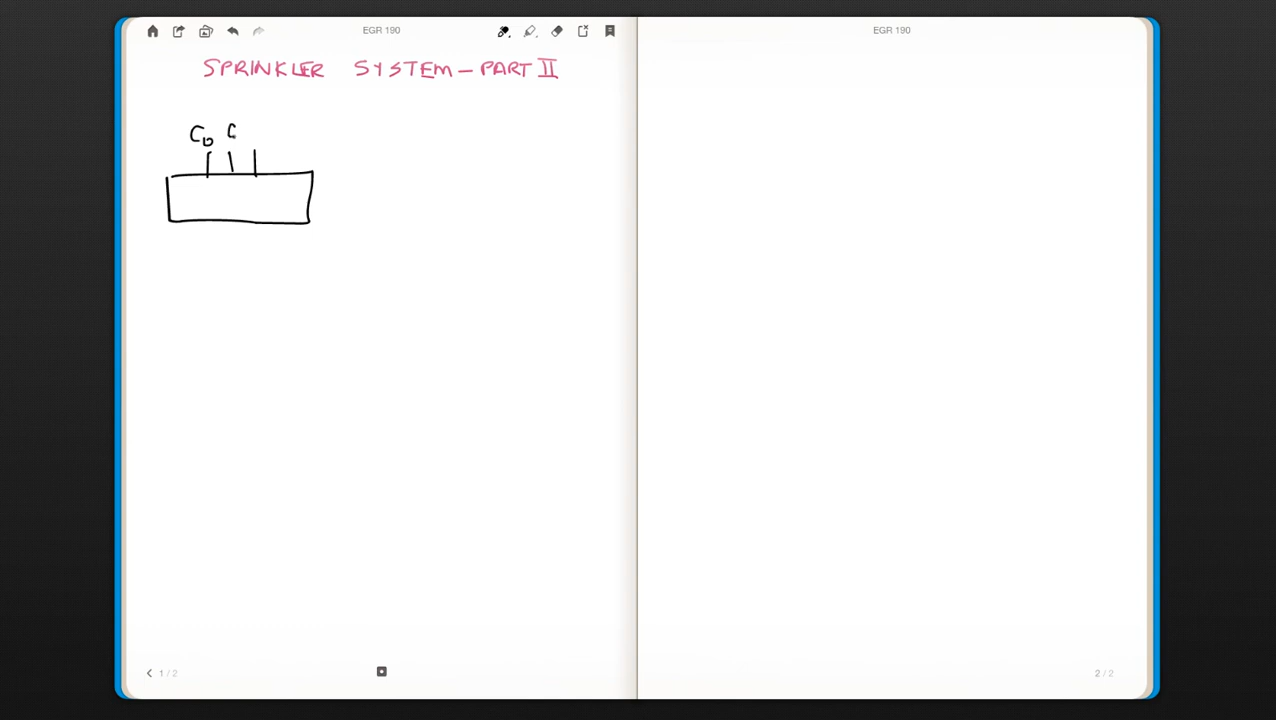 EGR 190
EGR 190
SPRINKLER SYSTEM - PART II
C0 C
1 / 2
2 / 2